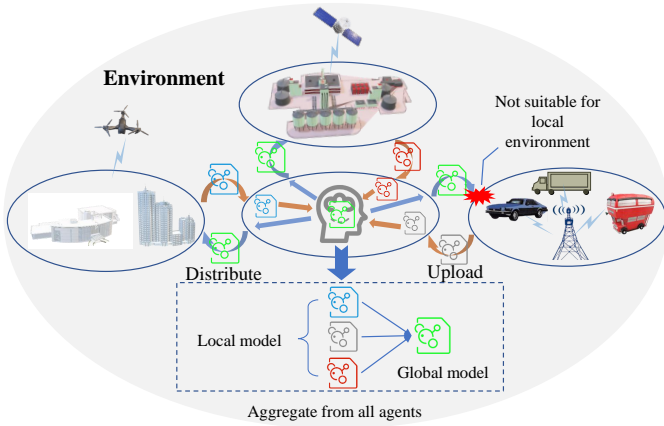 Environment
Not suitable for
local
environment
Distribute
Upload
Local model
Global model
Aggregate from all agents